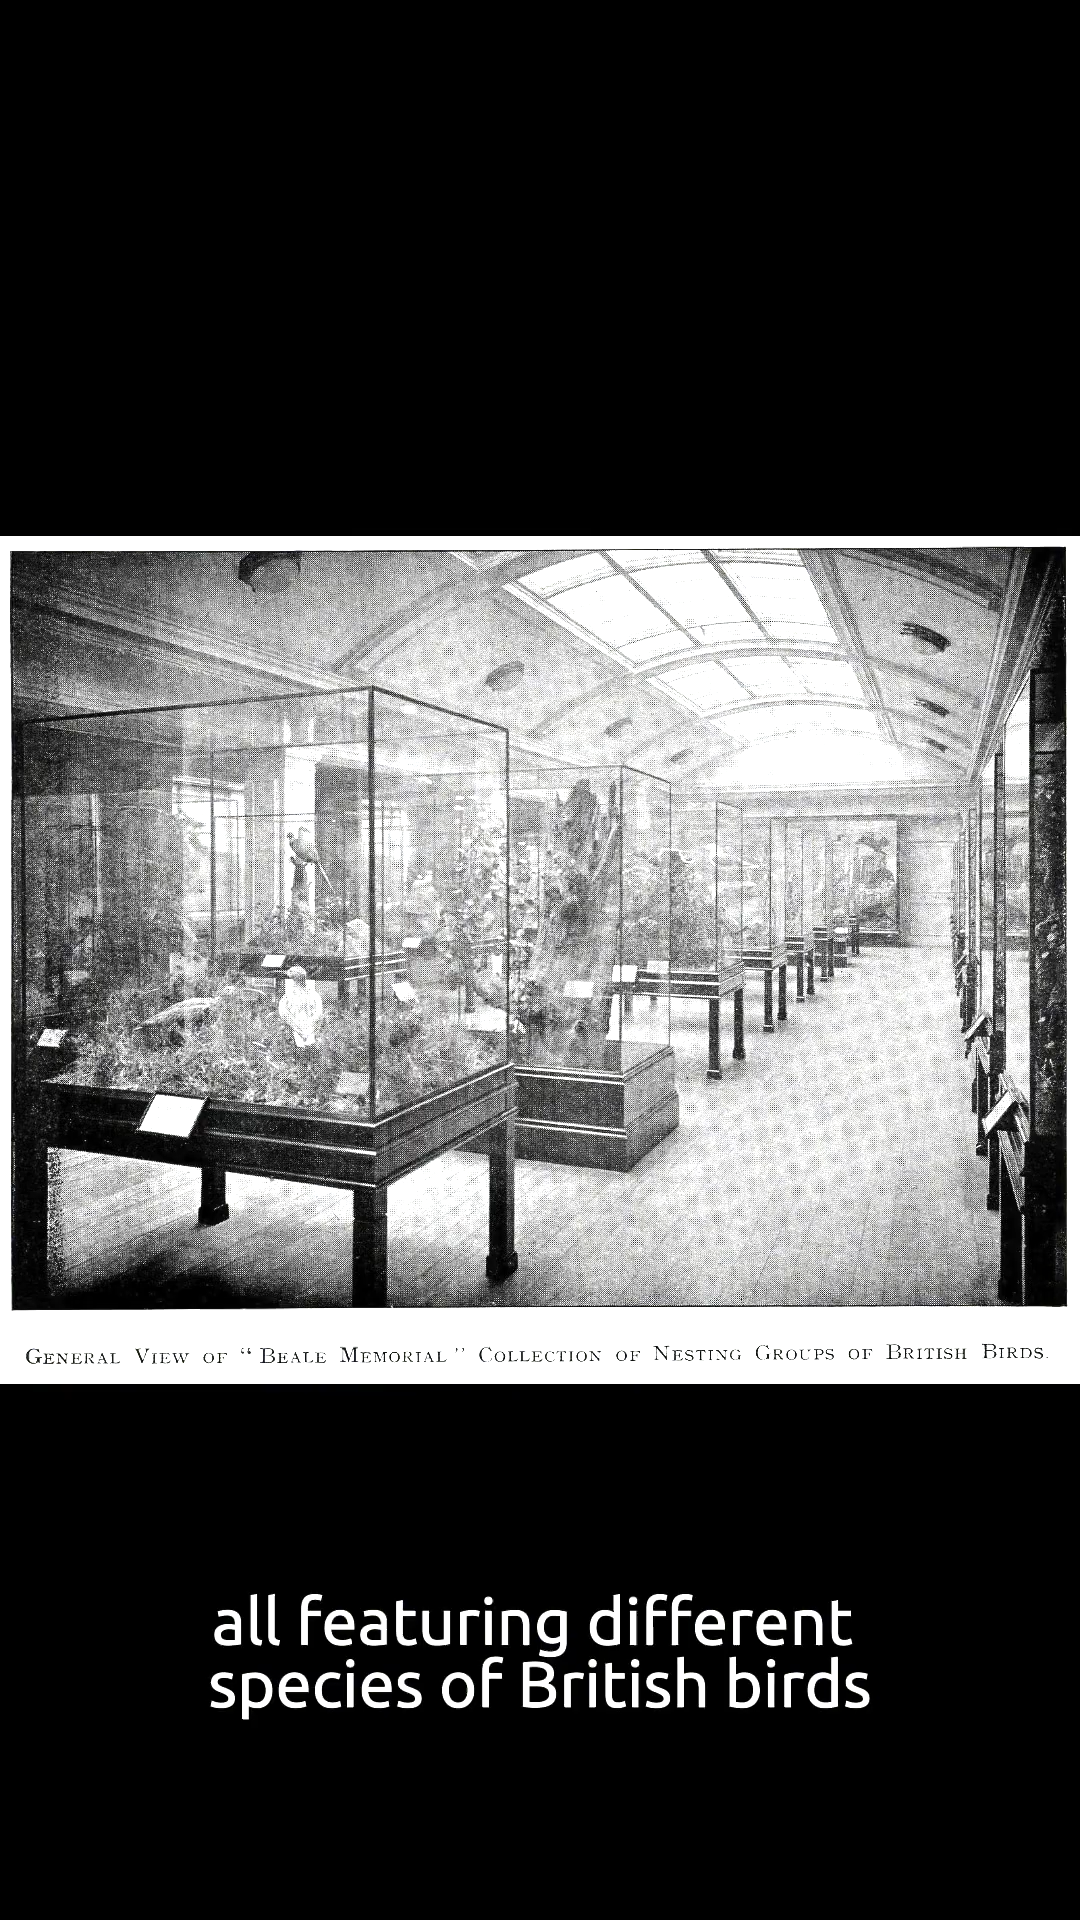 General View of “Beale Memorial” Collection of Nesting Groups of British Birds.
all featuring different
species of British birds